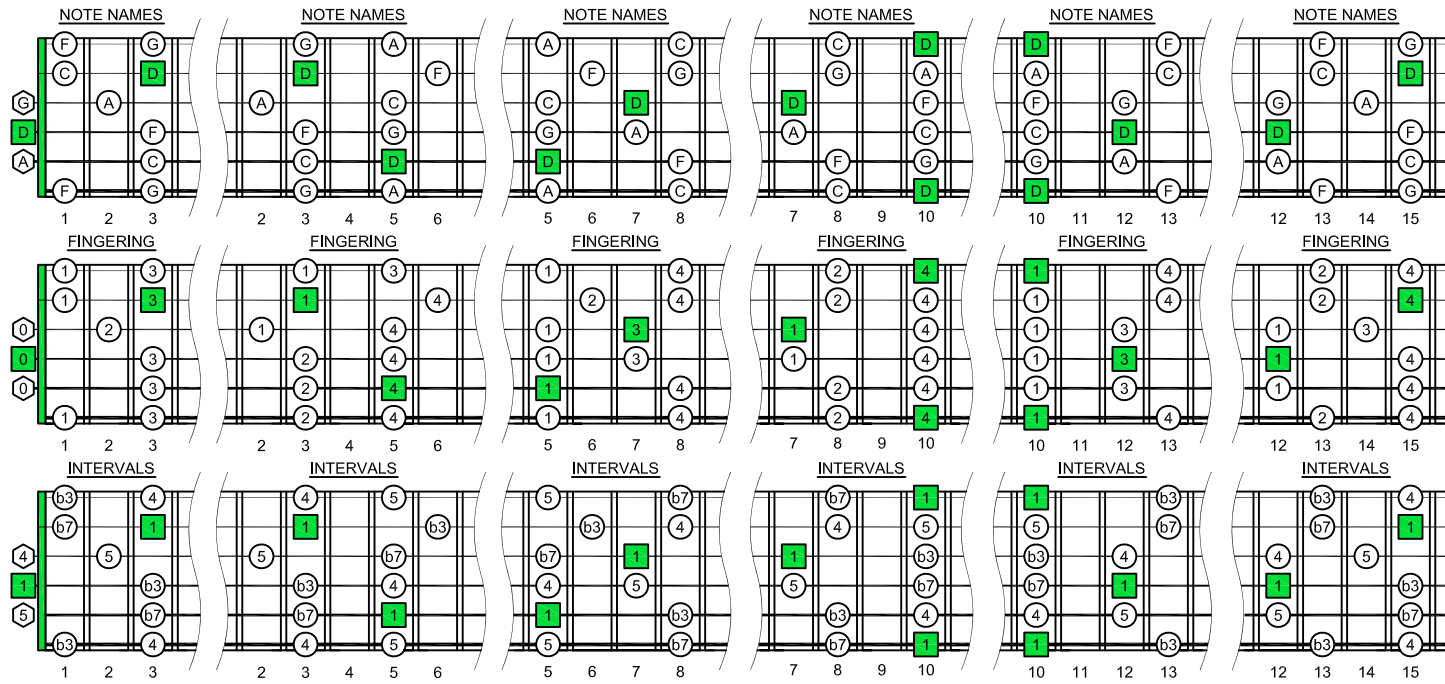 NOTE NAMES NOTE NAMES NOTE NAMES NOTE NAMES NOTE NAMES NOTE NAMES
F G G A A C C D D F F G
C D D F F G G D A A C C D
G A A C C D D F F G G A
D F F G G A A C C D D F
A C C D D F F G G A A C
F G G A A C C D D F F G
1 2 3 2 3 4 5 6 5 6 7 8 7 8 9 10 10 11 12 13 12 13 14 15
FINGERING FINGERING FINGERING FINGERING FINGERING FINGERING
1 3 1 3 1 4 2 4 1 4 2 4
1 3 1 4 2 4 2 4 1 4 2 4
0 2 1 4 1 3 1 4 1 3 1 3
0 3 2 4 1 3 1 4 1 3 1 4
0 3 2 4 1 4 2 4 1 3 1 4
1 3 2 4 1 4 2 4 1 4 2 4
1 2 3 2 3 4 5 6 5 6 7 8 7 8 9 10 10 11 12 13 12 13 14 15
INTERVALS INTERVALS INTERVALS INTERVALS INTERVALS INTERVALS
b3 4 4 5 5 b7 b7 1 1 b3 b3 4
b7 1 1 b3 b3 4 4 5 5 b7 b7 1
4 5 5 b7 b7 1 1 b3 b3 4 4 5
1 b3 b3 4 4 5 5 b7 b7 1 1 b3
5 b7 b7 1 1 b3 b3 4 4 5 5 b7
b3 4 4 5 5 b7 b7 1 1 b3 b3 4
1 2 3 2 3 4 5 6 5 6 7 8 7 8 9 10 10 11 12 13 12 13 14 15